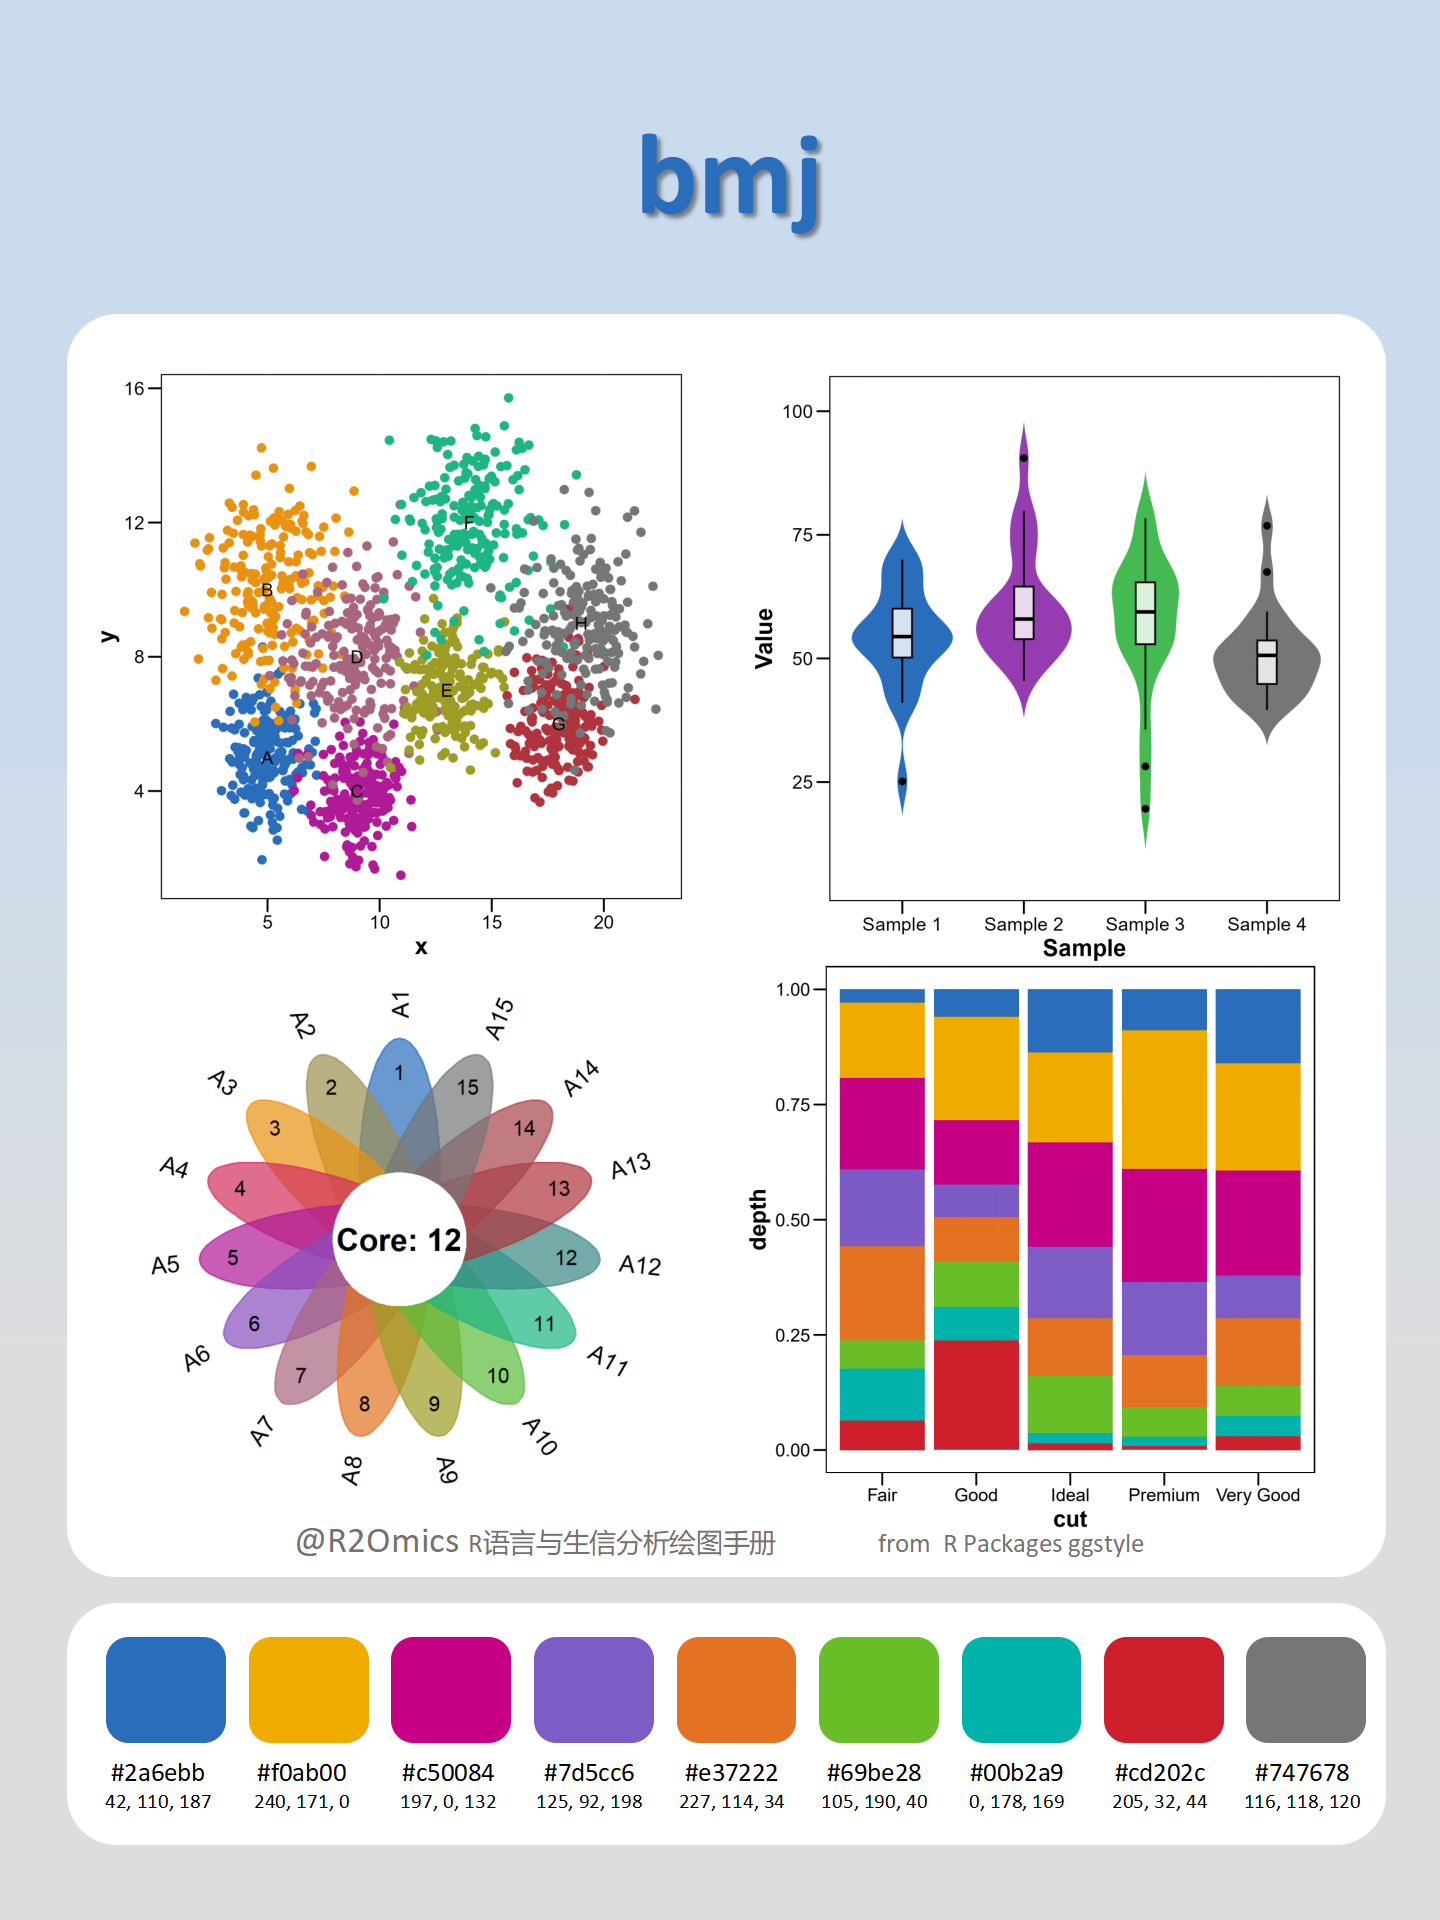 bmj
16
12
8
4
y
A
B
C
D
E
F
G
H
5 10 15 20
x
100
75
50
25
Value
Sample 1 Sample 2 Sample 3 Sample 4
Sample
A1
A2
A3
A4
A5
A6
A7
A8
A9
A10
A11
A12
A13
A14
A15
1
2
3
4
5
6
7
8
9
10
11
12
13
14
15
Core: 12
1.00
0.75
0.50
0.25
0.00
depth
Fair Good Ideal Premium Very Good
cut
@R2Omics R语言与生信分析绘图手册 from R Packages ggstyle
#2a6ebb #f0ab00 #c50084 #7d5cc6 #e37222 #69be28 #00b2a9 #cd202c #747678
42, 110, 187 240, 171, 0 197, 0, 132 125, 92, 198 227, 114, 34 105, 190, 40 0, 178, 169 205, 32, 44 116, 118, 120